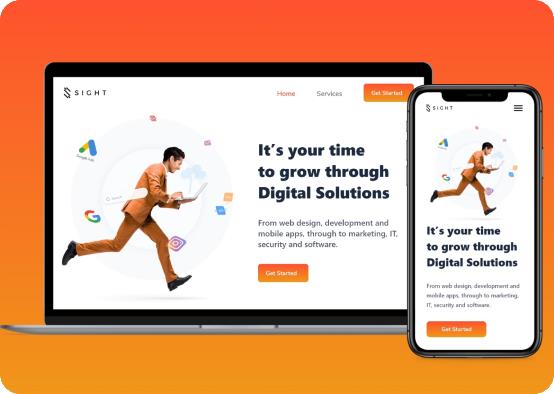 SIGHT
Home Services Get Started
Google Ads
It's your time
to grow through
Digital Solutions
From web design, development and
mobile apps, through to marketing, IT,
security and software.
Get Started
SIGHT
It's your time
to grow through
Digital Solutions
From web design, development and
mobile apps, through to marketing,
IT, security and software.
Get Started